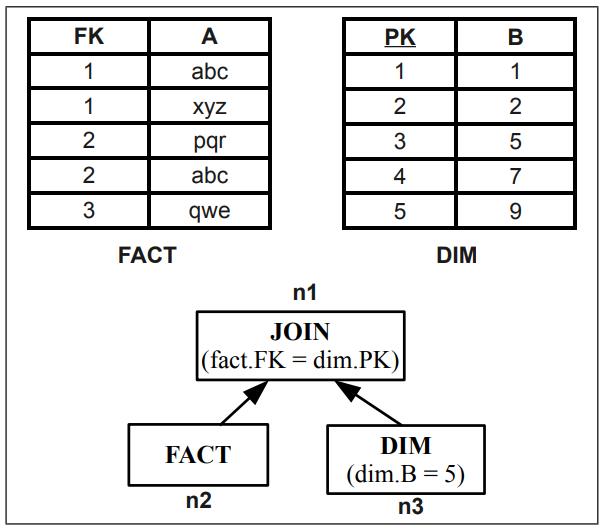 FK A PK B
1 abc 1 1
1 xyz 2 2
2 pqr 3 5
2 abc 4 7
3 qwe 5 9
FACT DIM
n1
JOIN
(fact.FK = dim.PK)
FACT
DIM
(dim.B = 5)
n2 n3